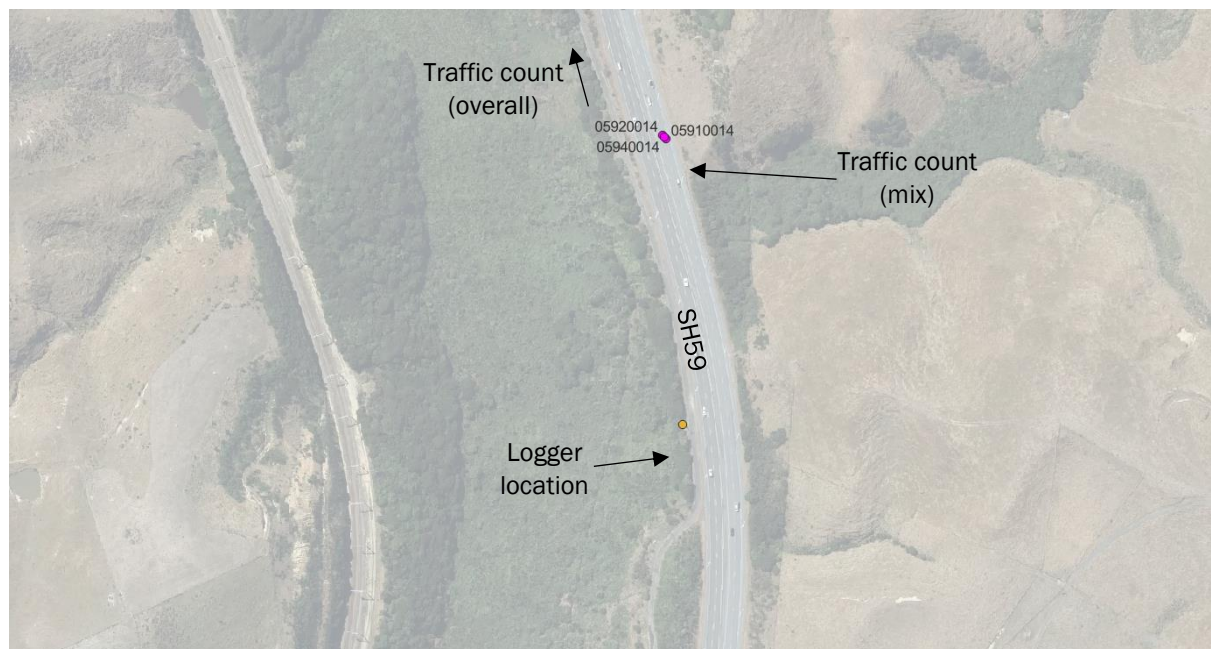 Traffic count
(overall)
05920014
05910014
05940014
Traffic count
(mix)
SH59
Logger
location